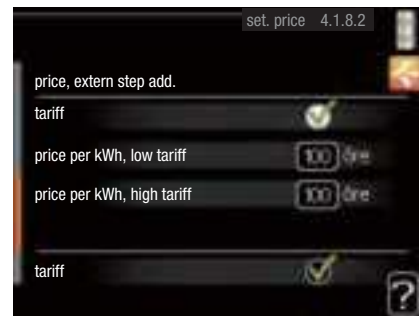 set. price 4.1.8.2
price, extern step add.
tariff
price per kWh, low tariff 100 öre
price per kWh, high tariff 100 öre
tariff
?